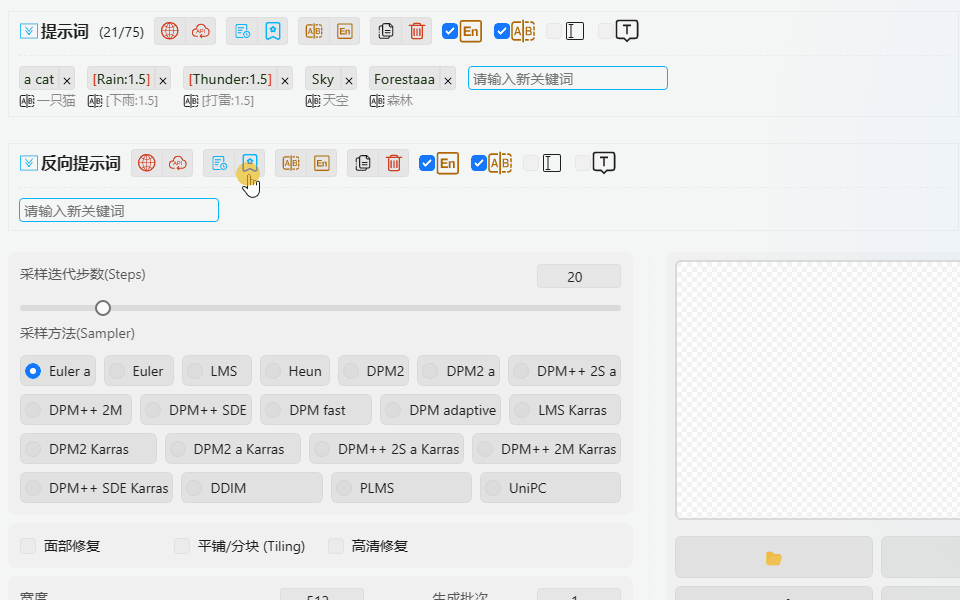 提示词 (21/75) API A B En En A B T
a cat × [Rain:1.5] × [Thunder:1.5] × Sky × Forestaaa × 请输入新关键词
一只猫 [下雨:1.5] [打雷:1.5] 天空 森林
反向提示词 API A B En En A B T
请输入新关键词
采样迭代步数(Steps) 20
采样方法(Sampler)
Euler a Euler LMS Heun DPM2 DPM2 a DPM++ 2S a
DPM++ 2M DPM++ SDE DPM fast DPM adaptive LMS Karras
DPM2 Karras DPM2 a Karras DPM++ 2S a Karras DPM++ 2M Karras
DPM++ SDE Karras DDIM PLMS UniPC
面部修复 平铺/分块 (Tiling) 高清修复
宽度 512 生成批次 1